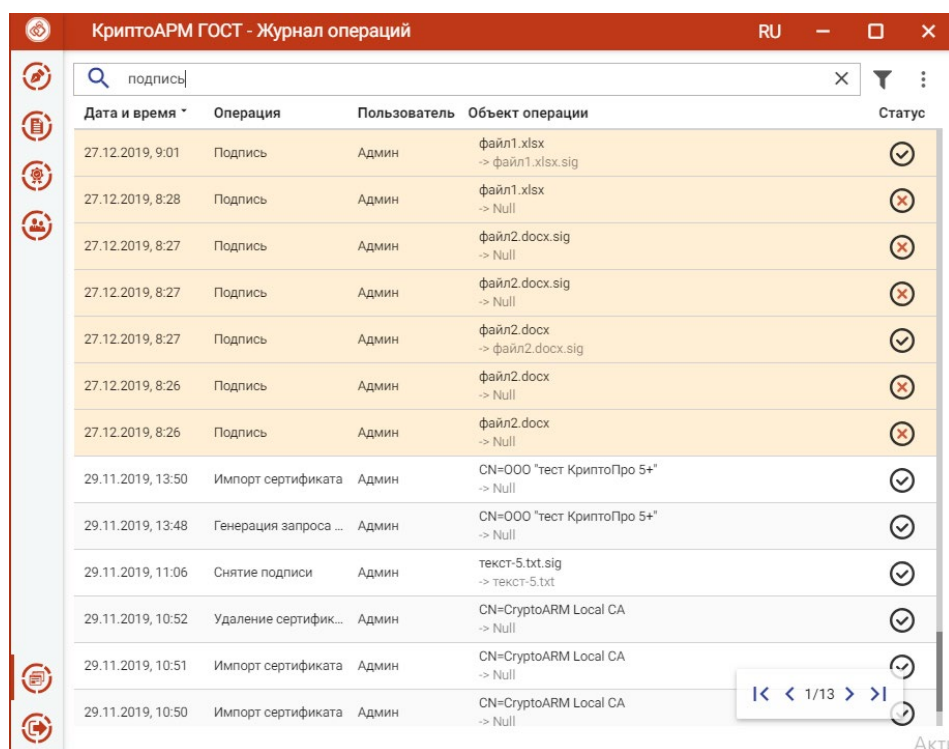 КриптоАРМ ГОСТ - Журнал операций RU
подпись
Дата и время Операция Пользователь Объект операции Статус
27.12.2019, 9:01 Подпись Админ файл1.xlsx
-> файл1.xlsx.sig
27.12.2019, 8:28 Подпись Админ файл1.xlsx
-> Null
27.12.2019, 8:27 Подпись Админ файл2.docx.sig
-> Null
27.12.2019, 8:27 Подпись Админ файл2.docx.sig
-> Null
27.12.2019, 8:27 Подпись Админ файл2.docx
-> файл2.docx.sig
27.12.2019, 8:26 Подпись Админ файл2.docx
-> Null
27.12.2019, 8:26 Подпись Админ файл2.docx
-> Null
29.11.2019, 13:50 Импорт сертификата Админ CN=ООО "тест КриптоПро 5+"
-> Null
29.11.2019, 13:48 Генерация запроса ... Админ CN=ООО "тест КриптоПро 5+"
-> Null
29.11.2019, 11:06 Снятие подписи Админ текст-5.txt.sig
-> текст-5.txt
29.11.2019, 10:52 Удаление сертифик... Админ CN=CryptoARM Local CA
-> Null
29.11.2019, 10:51 Импорт сертификата Админ CN=CryptoARM Local CA
-> Null
1/13
29.11.2019, 10:50 Импорт сертификата Админ CN=CryptoARM Local CA
-> Null